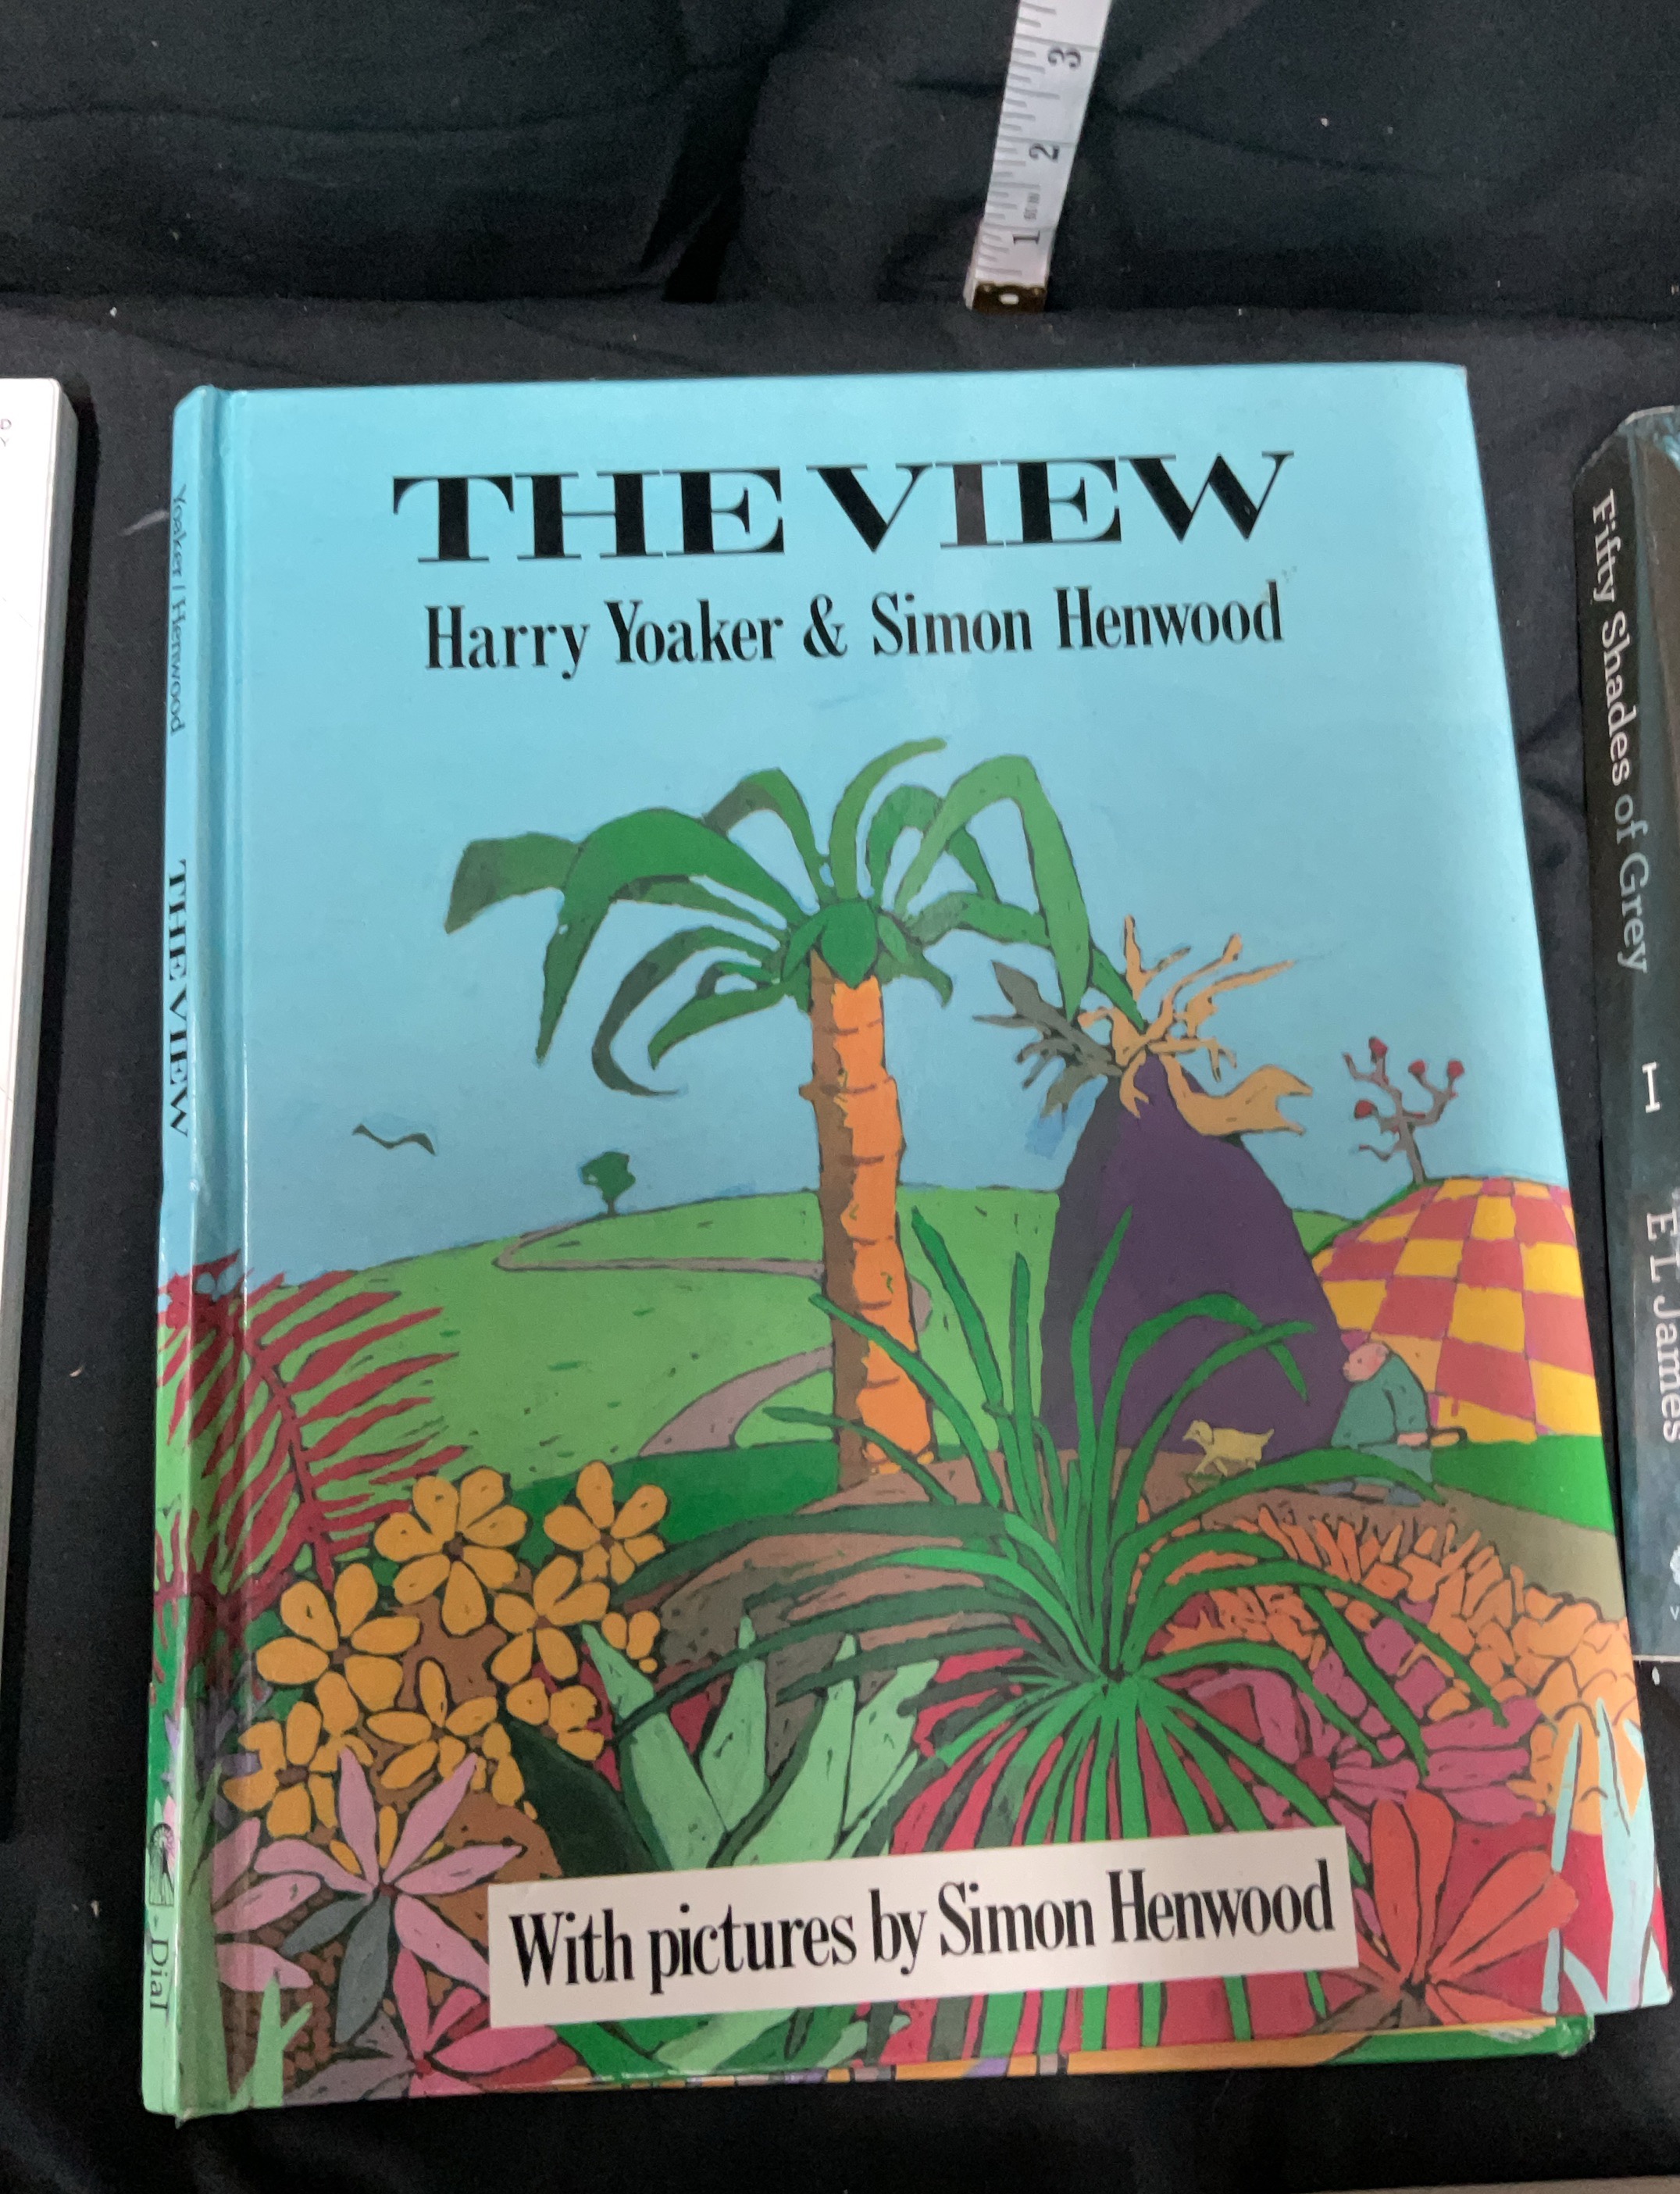 3
2
1
D
Y
THE VIEW
Harry Yoaker & Simon Henwood
With pictures by Simon Henwood
Yoaker / Henwood
THE VIEW
Dial
Fifty Shades of Grey
E L James